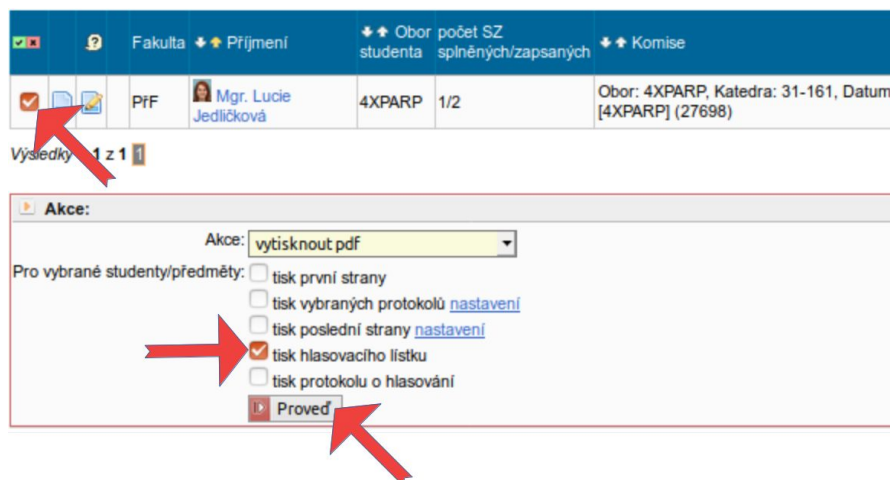 Fakulta Příjmení Obor studenta počet SZ splněných/zapsaných Komise
PřF Mgr. Lucie Jedličková 4XPARP 1/2 Obor: 4XPARP, Katedra: 31-161, Datum [4XPARP] (27698)
Výsledky 1 z 1 1
Akce:
Akce: vytisknout pdf
Pro vybrané studenty/předměty: tisk první strany
tisk vybraných protokolů nastavení
tisk poslední strany nastavení
tisk hlasovacího lístku
tisk protokolu o hlasování
Proveď